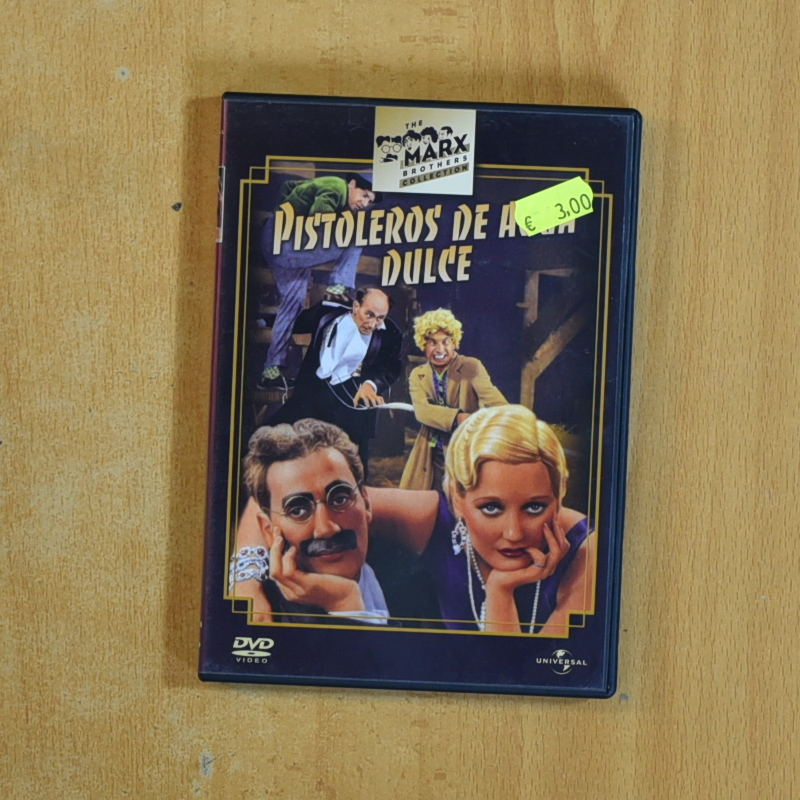 THE
MARX
BROTHERS
COLLECTION
PISTOLEROS DE
DULCE
€ 3,00
DVD
VIDEO
UNIVERSAL